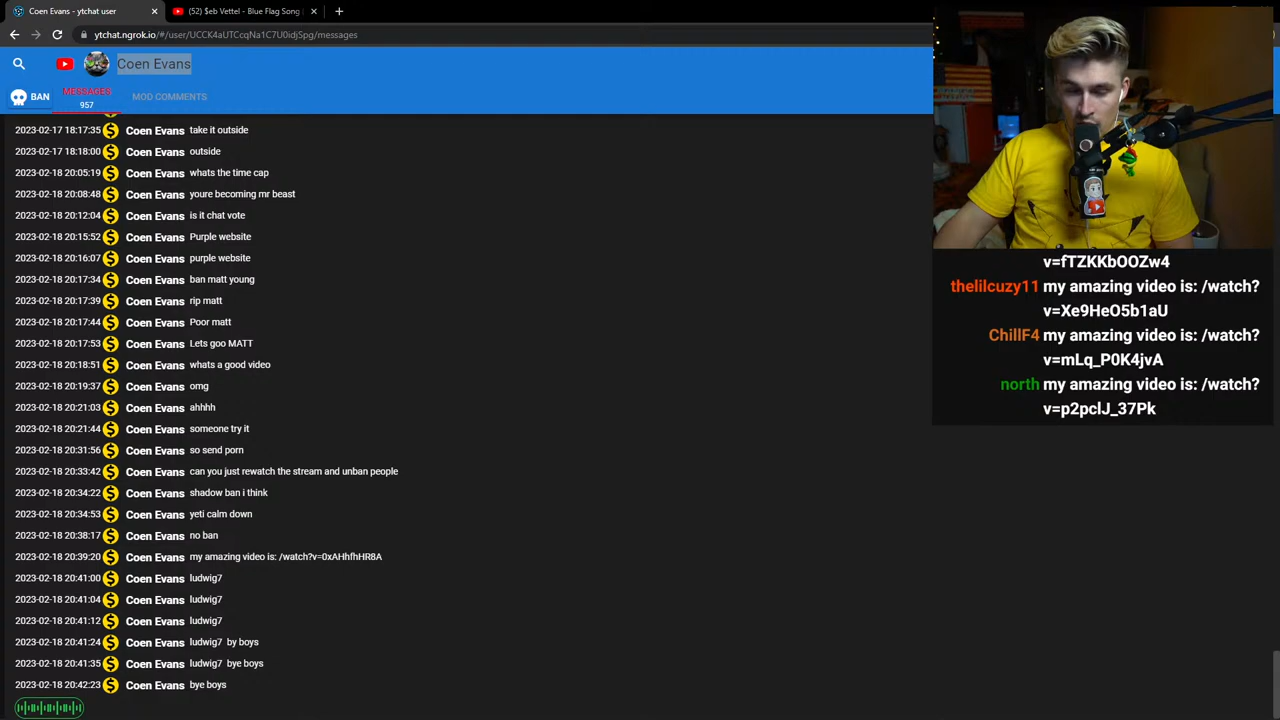 Coen Evans - ytchat user
(52) $eb Vettel - Blue Flag Song
ytchat.ngrok.io/#/user/UCCK4aUTCcqNa1C7U0idjSpg/messages
Coen Evans
BAN
MESSAGES
957
MOD COMMENTS
2023-02-17 18:17:35 Coen Evans take it outside
2023-02-17 18:18:00 Coen Evans outside
2023-02-18 20:05:19 Coen Evans whats the time cap
2023-02-18 20:08:48 Coen Evans youre becoming mr beast
2023-02-18 20:12:04 Coen Evans is it chat vote
2023-02-18 20:15:52 Coen Evans Purple website
2023-02-18 20:16:07 Coen Evans purple website
2023-02-18 20:17:34 Coen Evans ban matt young
2023-02-18 20:17:39 Coen Evans rip matt
2023-02-18 20:17:44 Coen Evans Poor matt
2023-02-18 20:17:53 Coen Evans Lets goo MATT
2023-02-18 20:18:51 Coen Evans whats a good video
2023-02-18 20:19:37 Coen Evans omg
2023-02-18 20:21:03 Coen Evans ahhhh
2023-02-18 20:21:44 Coen Evans someone try it
2023-02-18 20:31:56 Coen Evans so send porn
2023-02-18 20:33:42 Coen Evans can you just rewatch the stream and unban people
2023-02-18 20:34:22 Coen Evans shadow ban i think
2023-02-18 20:34:53 Coen Evans yeti calm down
2023-02-18 20:38:17 Coen Evans no ban
2023-02-18 20:39:20 Coen Evans my amazing video is: /watch?v=0xAHhfhHR8A
2023-02-18 20:41:00 Coen Evans ludwig7
2023-02-18 20:41:04 Coen Evans ludwig7
2023-02-18 20:41:12 Coen Evans ludwig7
2023-02-18 20:41:24 Coen Evans ludwig7 by boys
2023-02-18 20:41:35 Coen Evans ludwig7 bye boys
2023-02-18 20:42:23 Coen Evans bye boys
v=fTZKKbOOZw4
thelilcuzy11 my amazing video is: /watch?
v=Xe9HeO5b1aU
ChillF4 my amazing video is: /watch?
v=mLq_P0K4jvA
north my amazing video is: /watch?
v=p2pclJ_37Pk